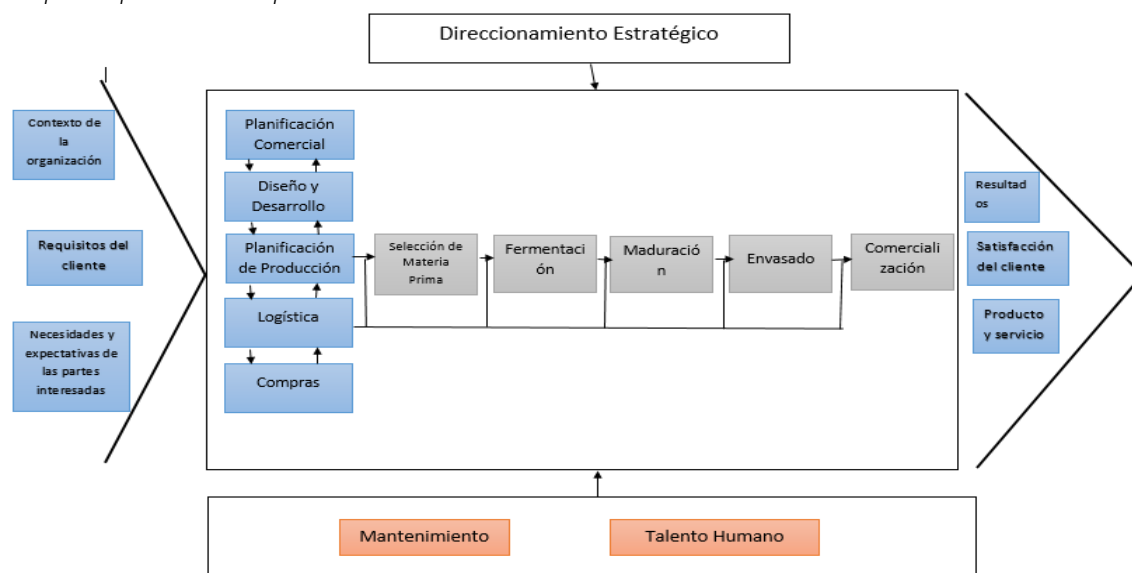 Direccionamiento Estratégico
Contexto de
la
organización
Requisitos del
cliente
Necesidades y
expectativas de
las partes
interesadas
Planificación
Comercial
Diseño y
Desarrollo
Planificación
de Producción
Logística
Compras
Selección de
Materia
Prima
Fermentaci
ón
Maduració
n
Envasado
Comerciali
zación
Resultad
os
Satisfacción
del cliente
Producto
y servicio
Mantenimiento
Talento Humano